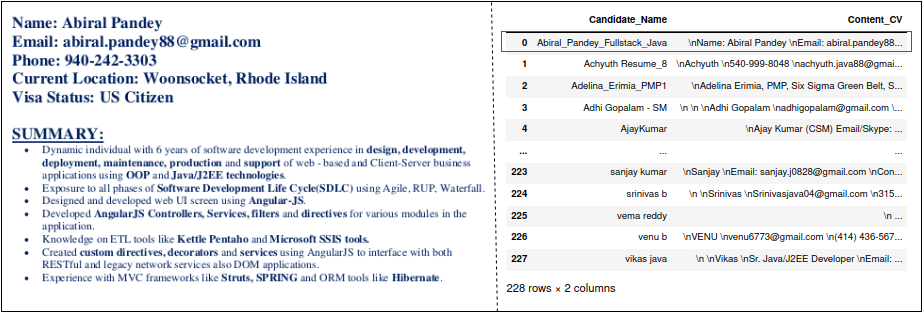 Name: Abiral Pandey
Email: abiral.pandey88@gmail.com
Phone: 940-242-3303
Current Location: Woonsocket, Rhode Island
Visa Status: US Citizen
SUMMARY:
• Dynamic individual with 6 years of software development experience in design, development,
deployment, maintenance, production and support of web - based and Client-Server business
applications using OOP and Java/J2EE technologies.
• Exposure to all phases of Software Development Life Cycle(SDLC) using Agile, RUP, Waterfall.
• Designed and developed web UI screen using Angular-JS.
• Developed AngularJS Controllers, Services, filters and directives for various modules in the
application.
• Knowledge on ETL tools like Kettle Pentaho and Microsoft SSIS tools.
• Created custom directives, decorators and services using AngularJS to interface with both
RESTful and legacy network services also DOM applications.
• Experience with MVC frameworks like Struts, SPRING and ORM tools like Hibernate.
Candidate_Name Content_CV
0 Abiral_Pandey_Fullstack_Java \nName: Abiral Pandey \nEmail: abiral.pandey88...
1 Achyuth Resume_8 \nAchyuth \n540-999-8048 \nachyuth.java88@gmai...
2 Adelina_Erimia_PMP1 \nAdelina Erimia, PMP, Six Sigma Green Belt, S...
3 Adhi Gopalam - SM \n \n \nAdhi Gopalam \nadhigopalam@gmail.com \...
4 AjayKumar \nAjay Kumar (CSM) Email/Skype: ...
... ... ...
223 sanjay kumar \nSanjay \nEmail: sanjay.j0828@gmail.com \nCon...
224 srinivas b \n \nSrinivas \nSrinivasjava04@gmail.com \n315...
225 vema reddy \n ...
226 venu b \nVENU \nvenu6773@gmail.com \n(414) 436-567...
227 vikas java \n \nVikas \nSr. Java/J2EE Developer \nEmail: ...
228 rows × 2 columns